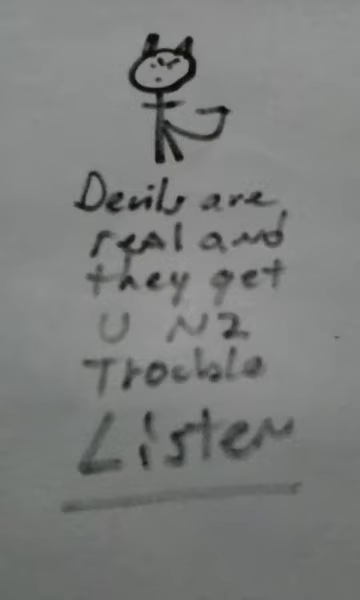 Devils are
real and
they get
U N2
Trouble
Listen